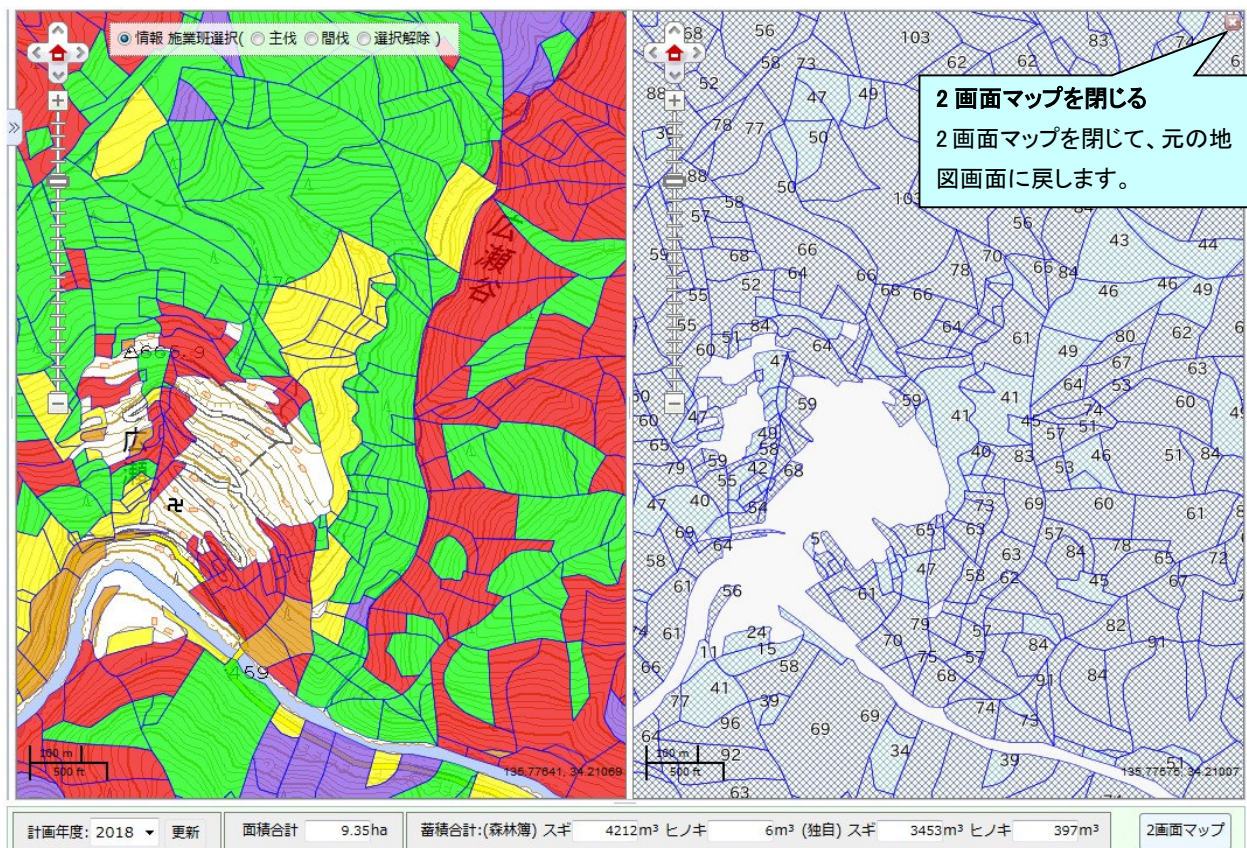 情報 施業班選択( 主伐 間伐 選択解除 )
広瀬谷
665.9
広瀬
卍
459
100 m
500 ft
135.77641, 34.21069
2 画面マップを閉じる
2 画面マップを閉じて、元の地
図画面に戻します。
68 56 103 83 74
58 73 62 62
88 52 47 49
78 77 50
88 50 103
57 58 56
59 68 66 78 70 43 44
64 66 66 84
55 52 68 66 46 46 49
55 84 64 61 80 62
60 51 64 49 67 63
47 64 53
59 59 41 60
47 41 45 74
65 49 57 51
58 40 83 46 51 84
79 59 42 68 53
55
47 40 54 73 69 60 61
69 65 63 57
64 5 63 84 78 65 72
58 47 58 62 45 67
61 56 61
61 24 79 57 84 82 91
11 15 70
66 58 75 57
77 41 39 68 91 84
96 69 69 74 73
64 92 34 39 51
63
100 m
500 ft
135.77575, 34.21007
計画年度: 2018 更新 面積合計 9.35ha 蓄積合計:(森林簿) スギ 4212m³ ヒノキ 6m³ (独自) スギ 3453m³ ヒノキ 397m³ 2画面マップ